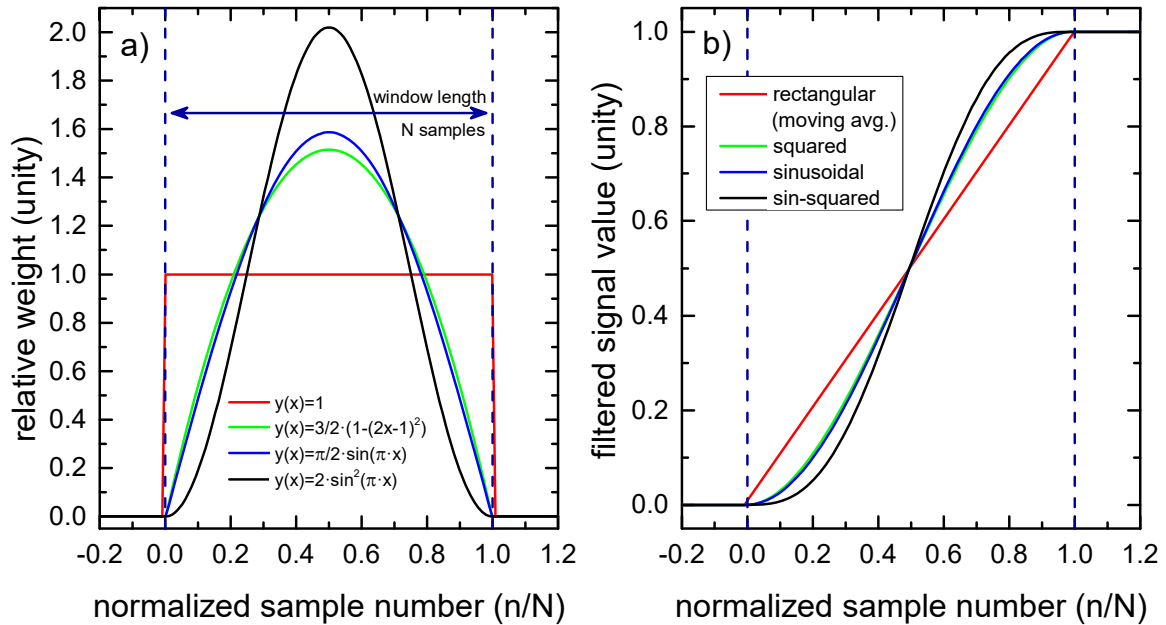 a)
relative weight (unity)
2.0
1.8
1.6
1.4
1.2
1.0
0.8
0.6
0.4
0.2
0.0
window length
N samples
y(x)=1
y(x)=3/2·(1-(2x-1)²)
y(x)=π/2·sin(π·x)
y(x)=2·sin²(π·x)
-0.2 0.0 0.2 0.4 0.6 0.8 1.0 1.2
normalized sample number (n/N)
b)
filtered signal value (unity)
1.0
0.8
0.6
0.4
0.2
0.0
rectangular
(moving avg.)
squared
sinusoidal
sin-squared
-0.2 0.0 0.2 0.4 0.6 0.8 1.0 1.2
normalized sample number (n/N)